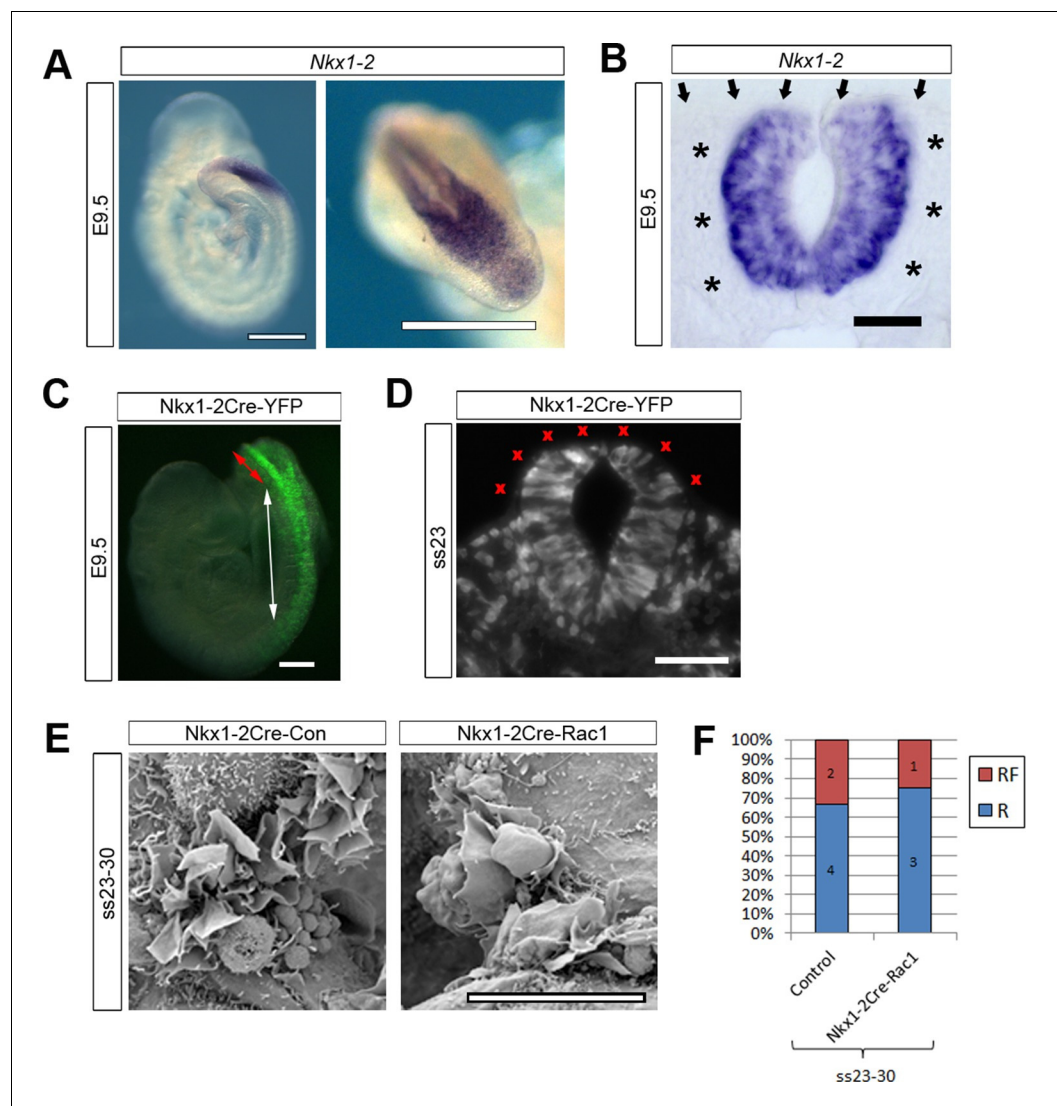 A
Nkx1-2
E9.5
B
Nkx1-2
E9.5
*
*
*
*
*
*
C
Nkx1-2Cre-YFP
E9.5
D
Nkx1-2Cre-YFP
ss23
x x x x x x x x
E
Nkx1-2Cre-Con
Nkx1-2Cre-Rac1
ss23-30
F
100%
90%
80%
70%
60%
50%
40%
30%
20%
10%
0%
2
1
4
3
RF
R
Control
Nkx1-2Cre-Rac1
ss23-30